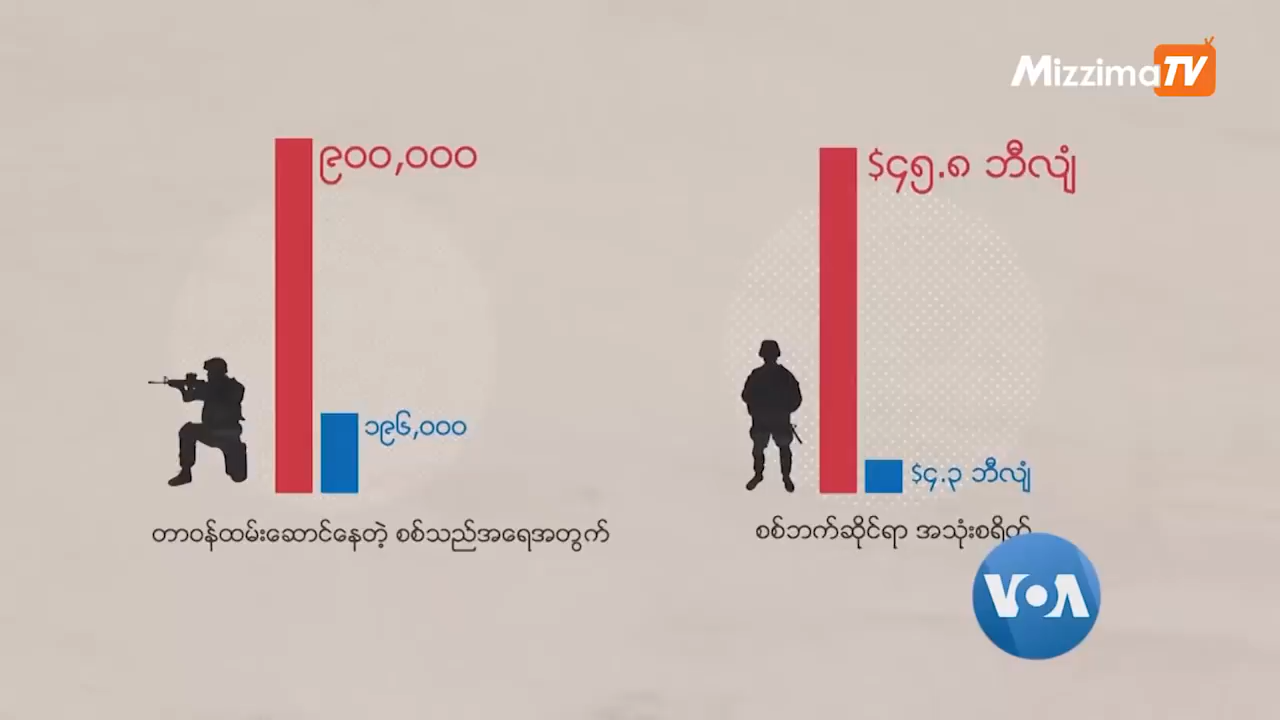 Mizzima TV
၉၀၀,၀၀၀
$၄၅.၈ ဘီလျံ
၁၉၆,၀၀၀
$၄.၃ ဘီလျံ
တာဝန်ထမ်းဆောင်နေတဲ့ စစ်သည်အရေအတွက်
စစ်ဘက်ဆိုင်ရာ အသုံးစရိတ်
VOA